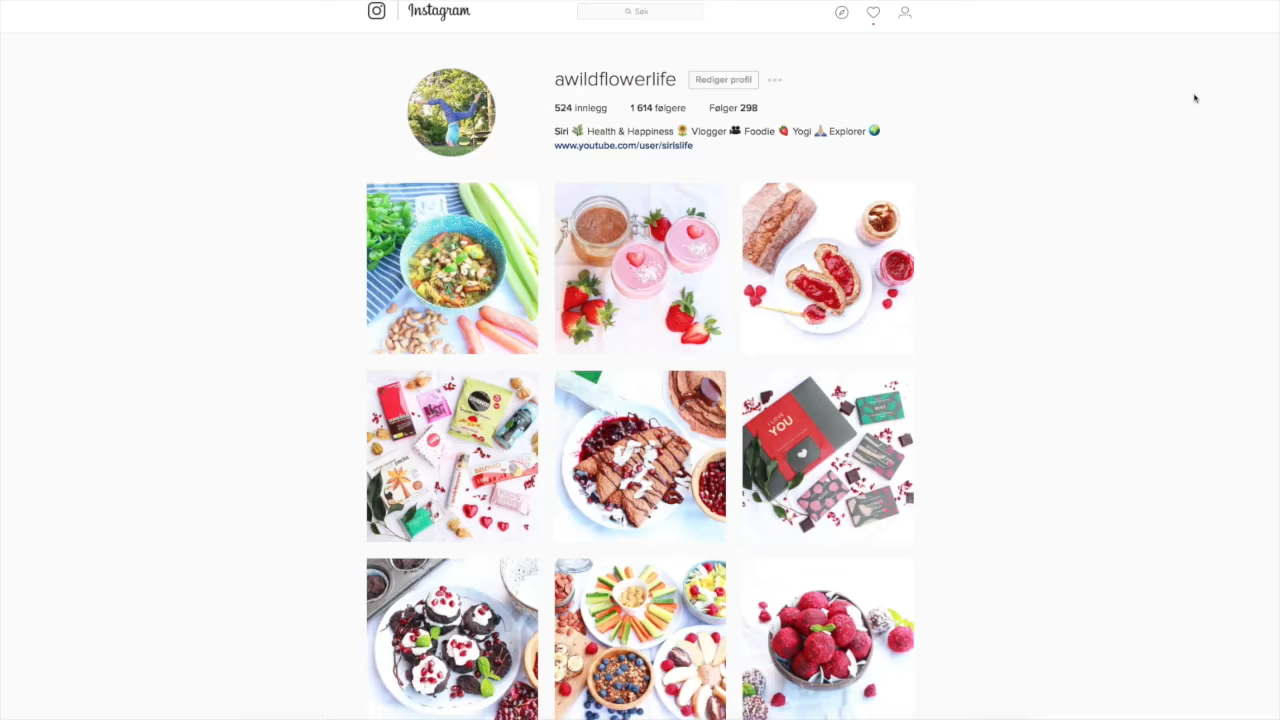 Instagram
Søk
awildflowerlife
Rediger profil
524 innlegg
1 614 følgere
Følger 298
Siri 🌿 Health & Happiness 🌻 Vlogger 🎥 Foodie 🍓 Yogi 🙏 Explorer 🌍
www.youtube.com/user/sirislife
I LOVE
YOU